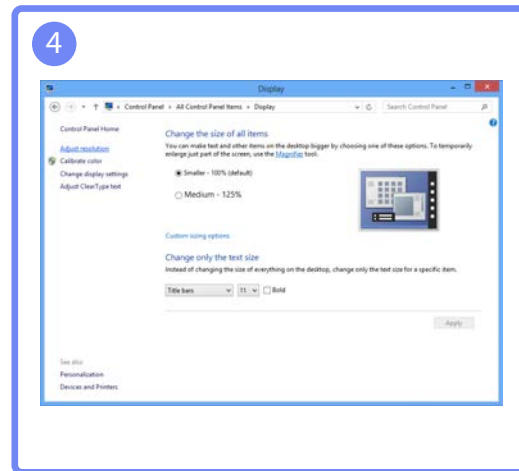 4
Display
Control Panel All Control Panel Items Display Search Control Panel
Control Panel Home
Adjust resolution
Calibrate color
Change display settings
Adjust ClearType text
Change the size of all items
You can make text and other items on the desktop bigger by choosing one of these options. To temporarily
enlarge just part of the screen, use the Magnifier tool.
Smaller - 100% (default)
Medium - 125%
Custom sizing options
Change only the text size
Instead of changing the size of everything on the desktop, change only the text size for a specific item.
Title bars 11 Bold
Apply
See also
Personalization
Devices and Printers